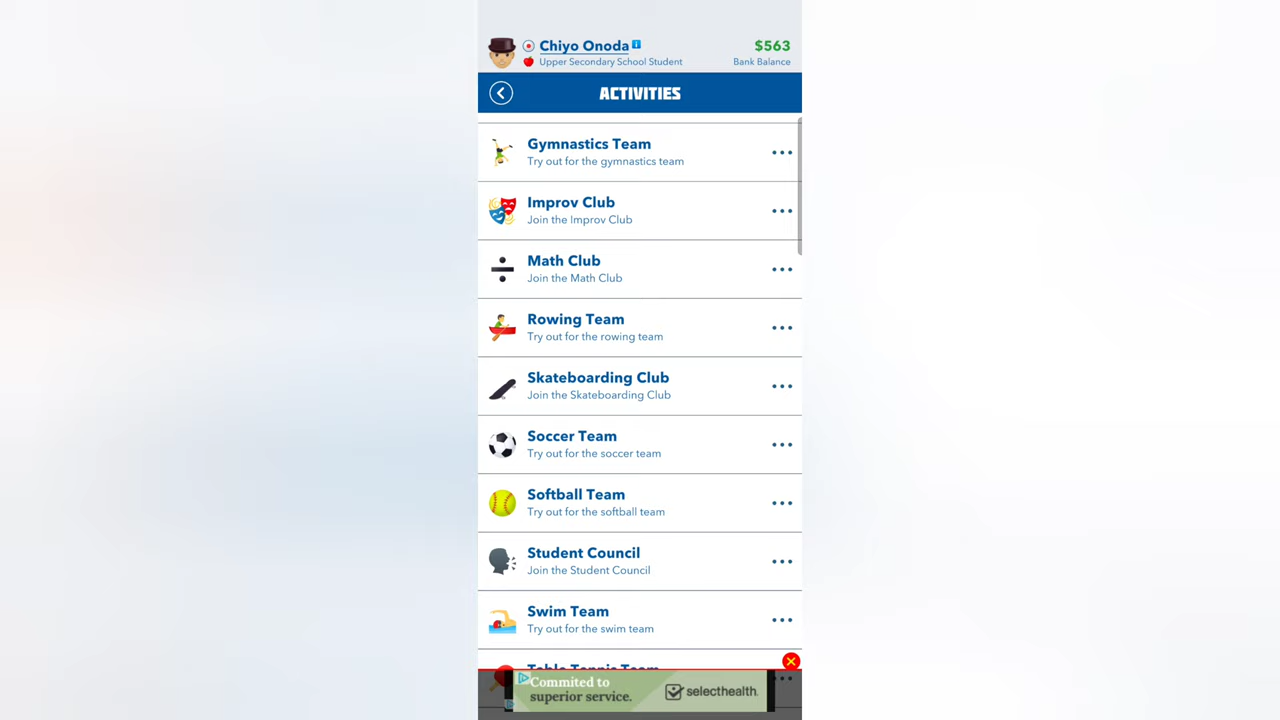 Chiyo Onoda
$563
Upper Secondary School Student
Bank Balance
ACTIVITIES
Gymnastics Team
Try out for the gymnastics team
Improv Club
Join the Improv Club
Math Club
Join the Math Club
Rowing Team
Try out for the rowing team
Skateboarding Club
Join the Skateboarding Club
Soccer Team
Try out for the soccer team
Softball Team
Try out for the softball team
Student Council
Join the Student Council
Swim Team
Try out for the swim team
Table Tennis Team
Commited to
superior service.
selecthealth.